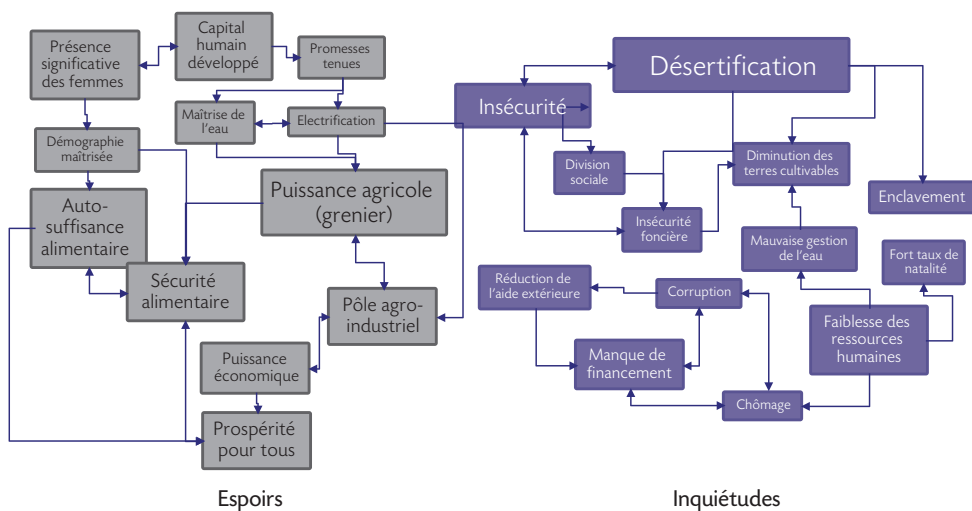 Présence
significative
des femmes
Capital
humain
développé
Promesses
tenues
Maîtrise de
l'eau
Electrification
Démographie
maîtrisée
Puissance agricole
(grenier)
Auto-
suffisance
alimentaire
Sécurité
alimentaire
Pôle agro-
industriel
Puissance
économique
Prospérité
pour tous
Espoirs
Désertification
Insécurité
Division
sociale
Diminution des
terres cultivables
Enclavement
Insécurité
foncière
Mauvaise gestion
de l'eau
Fort taux de
natalité
Réduction de
l'aide extérieure
Corruption
Faiblesse des
ressources
humaines
Manque de
financement
Chômage
Inquiétudes